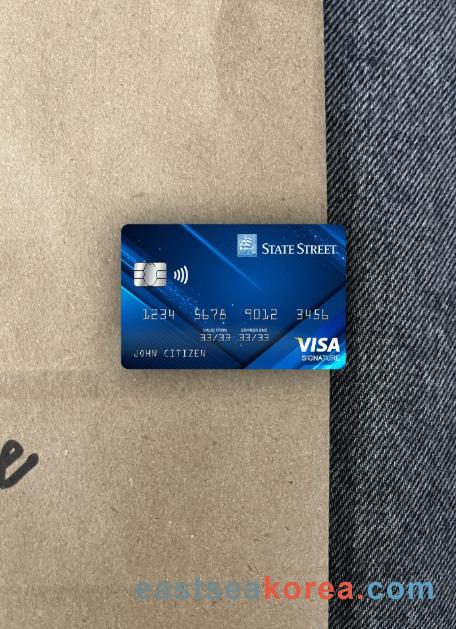 STATE STREET
1234 5678 9012 3456
VALID FROM EXPIRES END
33/33 33/33
JOHN CITIZEN
VISA
SIGNATURE
eastseakorea.com